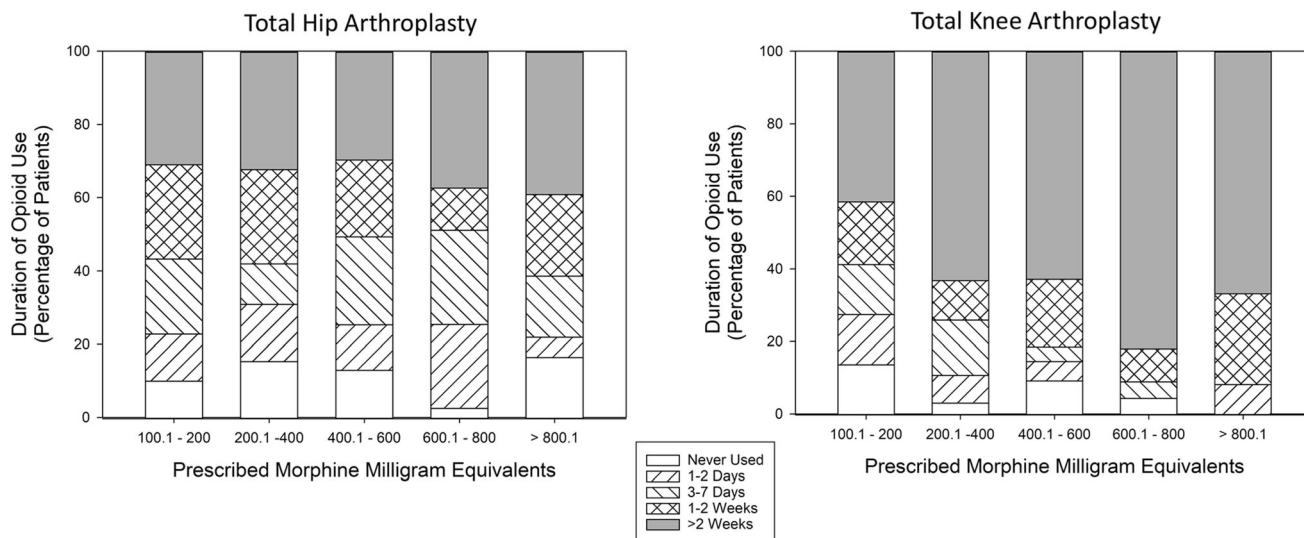 Total Hip Arthroplasty
Duration of Opioid Use
(Percentage of Patients)
100
80
60
40
20
0
100.1 - 200
200.1 -400
400.1 - 600
600.1 - 800
> 800.1
Prescribed Morphine Milligram Equivalents
Total Knee Arthroplasty
Duration of Opioid Use
(Percentage of Patients)
100
80
60
40
20
0
100.1 - 200
200.1 -400
400.1 - 600
600.1 - 800
> 800.1
Prescribed Morphine Milligram Equivalents
Never Used
1-2 Days
3-7 Days
1-2 Weeks
>2 Weeks